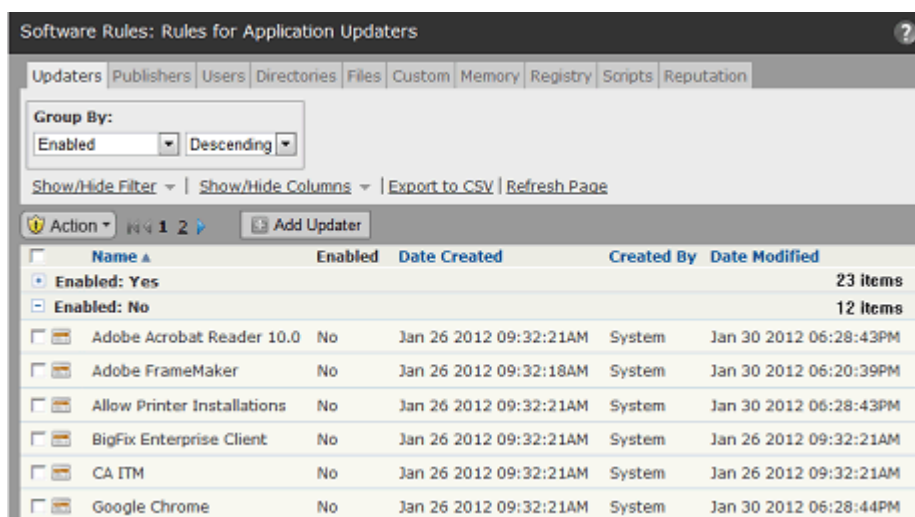 Software Rules: Rules for Application Updaters ?
Updaters Publishers Users Directories Files Custom Memory Registry Scripts Reputation
Group By:
Enabled Descending
Show/Hide Filter | Show/Hide Columns | Export to CSV | Refresh Page
Action 1 2 Add Updater
Name Enabled Date Created Created By Date Modified
Enabled: Yes 23 items
Enabled: No 12 items
Adobe Acrobat Reader 10.0 No Jan 26 2012 09:32:21AM System Jan 30 2012 06:28:43PM
Adobe FrameMaker No Jan 26 2012 09:32:18AM System Jan 30 2012 06:20:39PM
Allow Printer Installations No Jan 26 2012 09:32:21AM System Jan 30 2012 06:28:43PM
BigFix Enterprise Client No Jan 26 2012 09:32:21AM System Jan 26 2012 09:32:21AM
CA ITM No Jan 26 2012 09:32:21AM System Jan 26 2012 09:32:21AM
Google Chrome No Jan 26 2012 09:32:21AM System Jan 30 2012 06:28:44PM